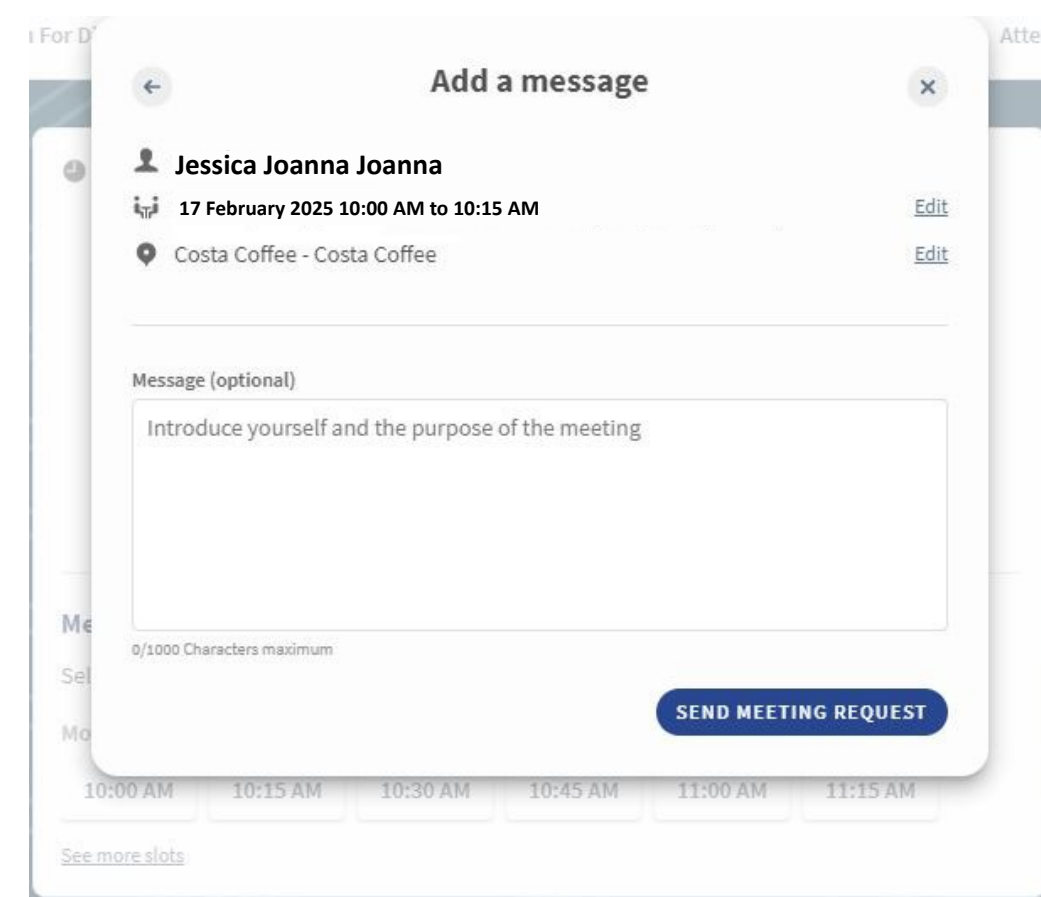 For D
Atte
Add a message
Jessica Joanna Joanna
17 February 2025 10:00 AM to 10:15 AM
Edit
Costa Coffee - Costa Coffee
Edit
Message (optional)
Introduce yourself and the purpose of the meeting
0/1000 Characters maximum
SEND MEETING REQUEST
Me
Sel
Mo
10:00 AM 10:15 AM 10:30 AM 10:45 AM 11:00 AM 11:15 AM
See more slots